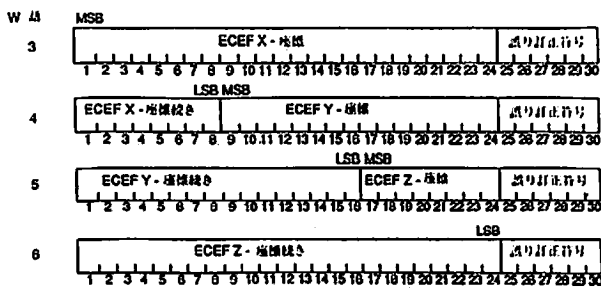 W 語 MSB
3 ECEF X - 座標 誤り訂正符号
1 2 3 4 5 6 7 8 9 10 11 12 13 14 15 16 17 18 19 20 21 22 23 24 25 26 27 28 29 30
LSB MSB
4 ECEF X - 座標続き ECEF Y - 座標 誤り訂正符号
1 2 3 4 5 6 7 8 9 10 11 12 13 14 15 16 17 18 19 20 21 22 23 24 25 26 27 28 29 30
LSB MSB
5 ECEF Y - 座標続き ECEF Z - 座標 誤り訂正符号
1 2 3 4 5 6 7 8 9 10 11 12 13 14 15 16 17 18 19 20 21 22 23 24 25 26 27 28 29 30
LSB
6 ECEF Z - 座標続き 誤り訂正符号
1 2 3 4 5 6 7 8 9 10 11 12 13 14 15 16 17 18 19 20 21 22 23 24 25 26 27 28 29 30